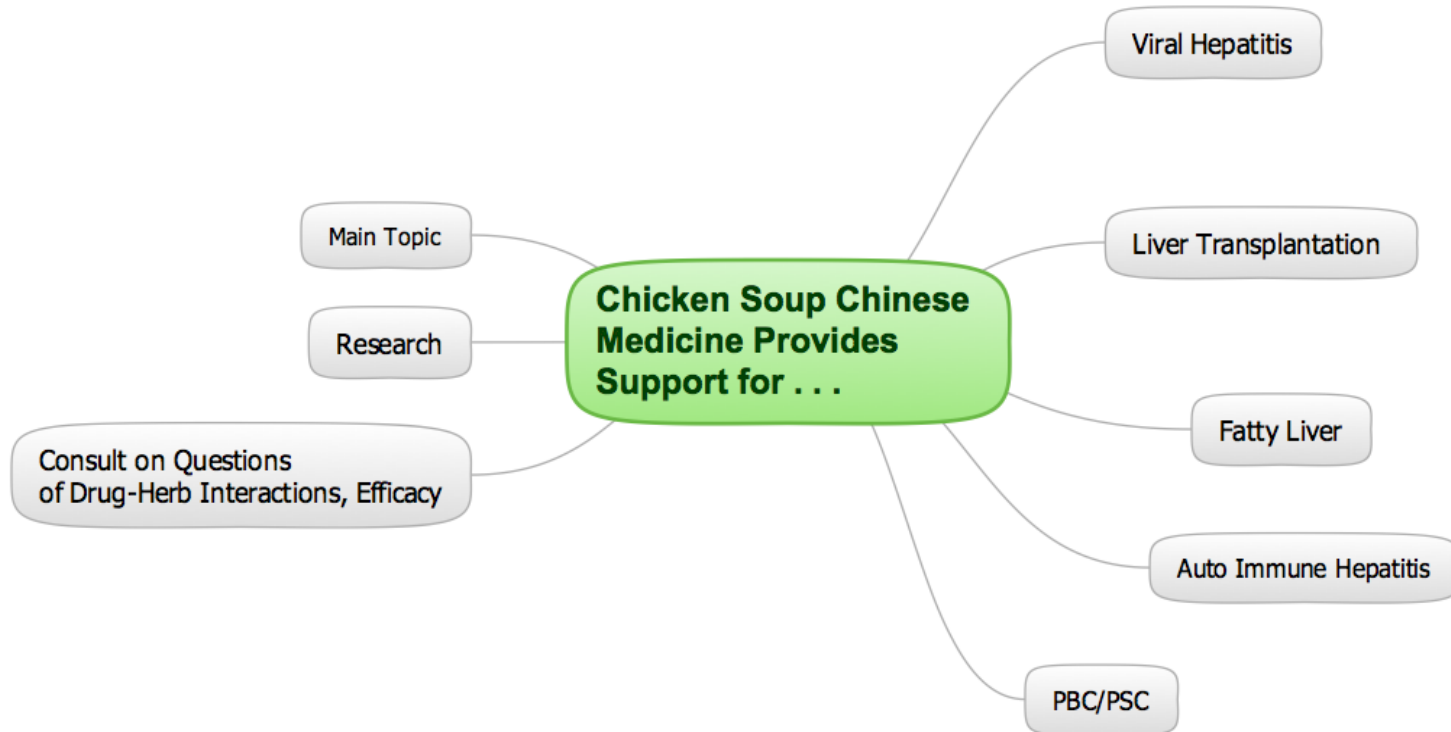 Viral Hepatitis
Main Topic
Liver Transplantation
Chicken Soup Chinese
Medicine Provides
Support for . . .
Research
Fatty Liver
Consult on Questions
of Drug-Herb Interactions, Efficacy
Auto Immune Hepatitis
PBC/PSC